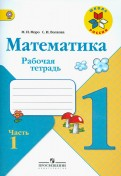 М. И. Моро С. И. Волкова
Математика
Рабочая тетрадь
1
Часть
1
ПРОСВЕЩЕНИЕ